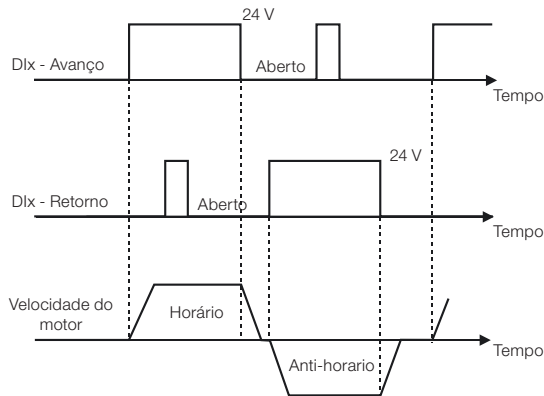 24 V
DIx - Avanço
Aberto
Tempo
24 V
DIx - Retorno
Aberto
Tempo
Velocidade do
motor
Horário
Tempo
Anti-horario